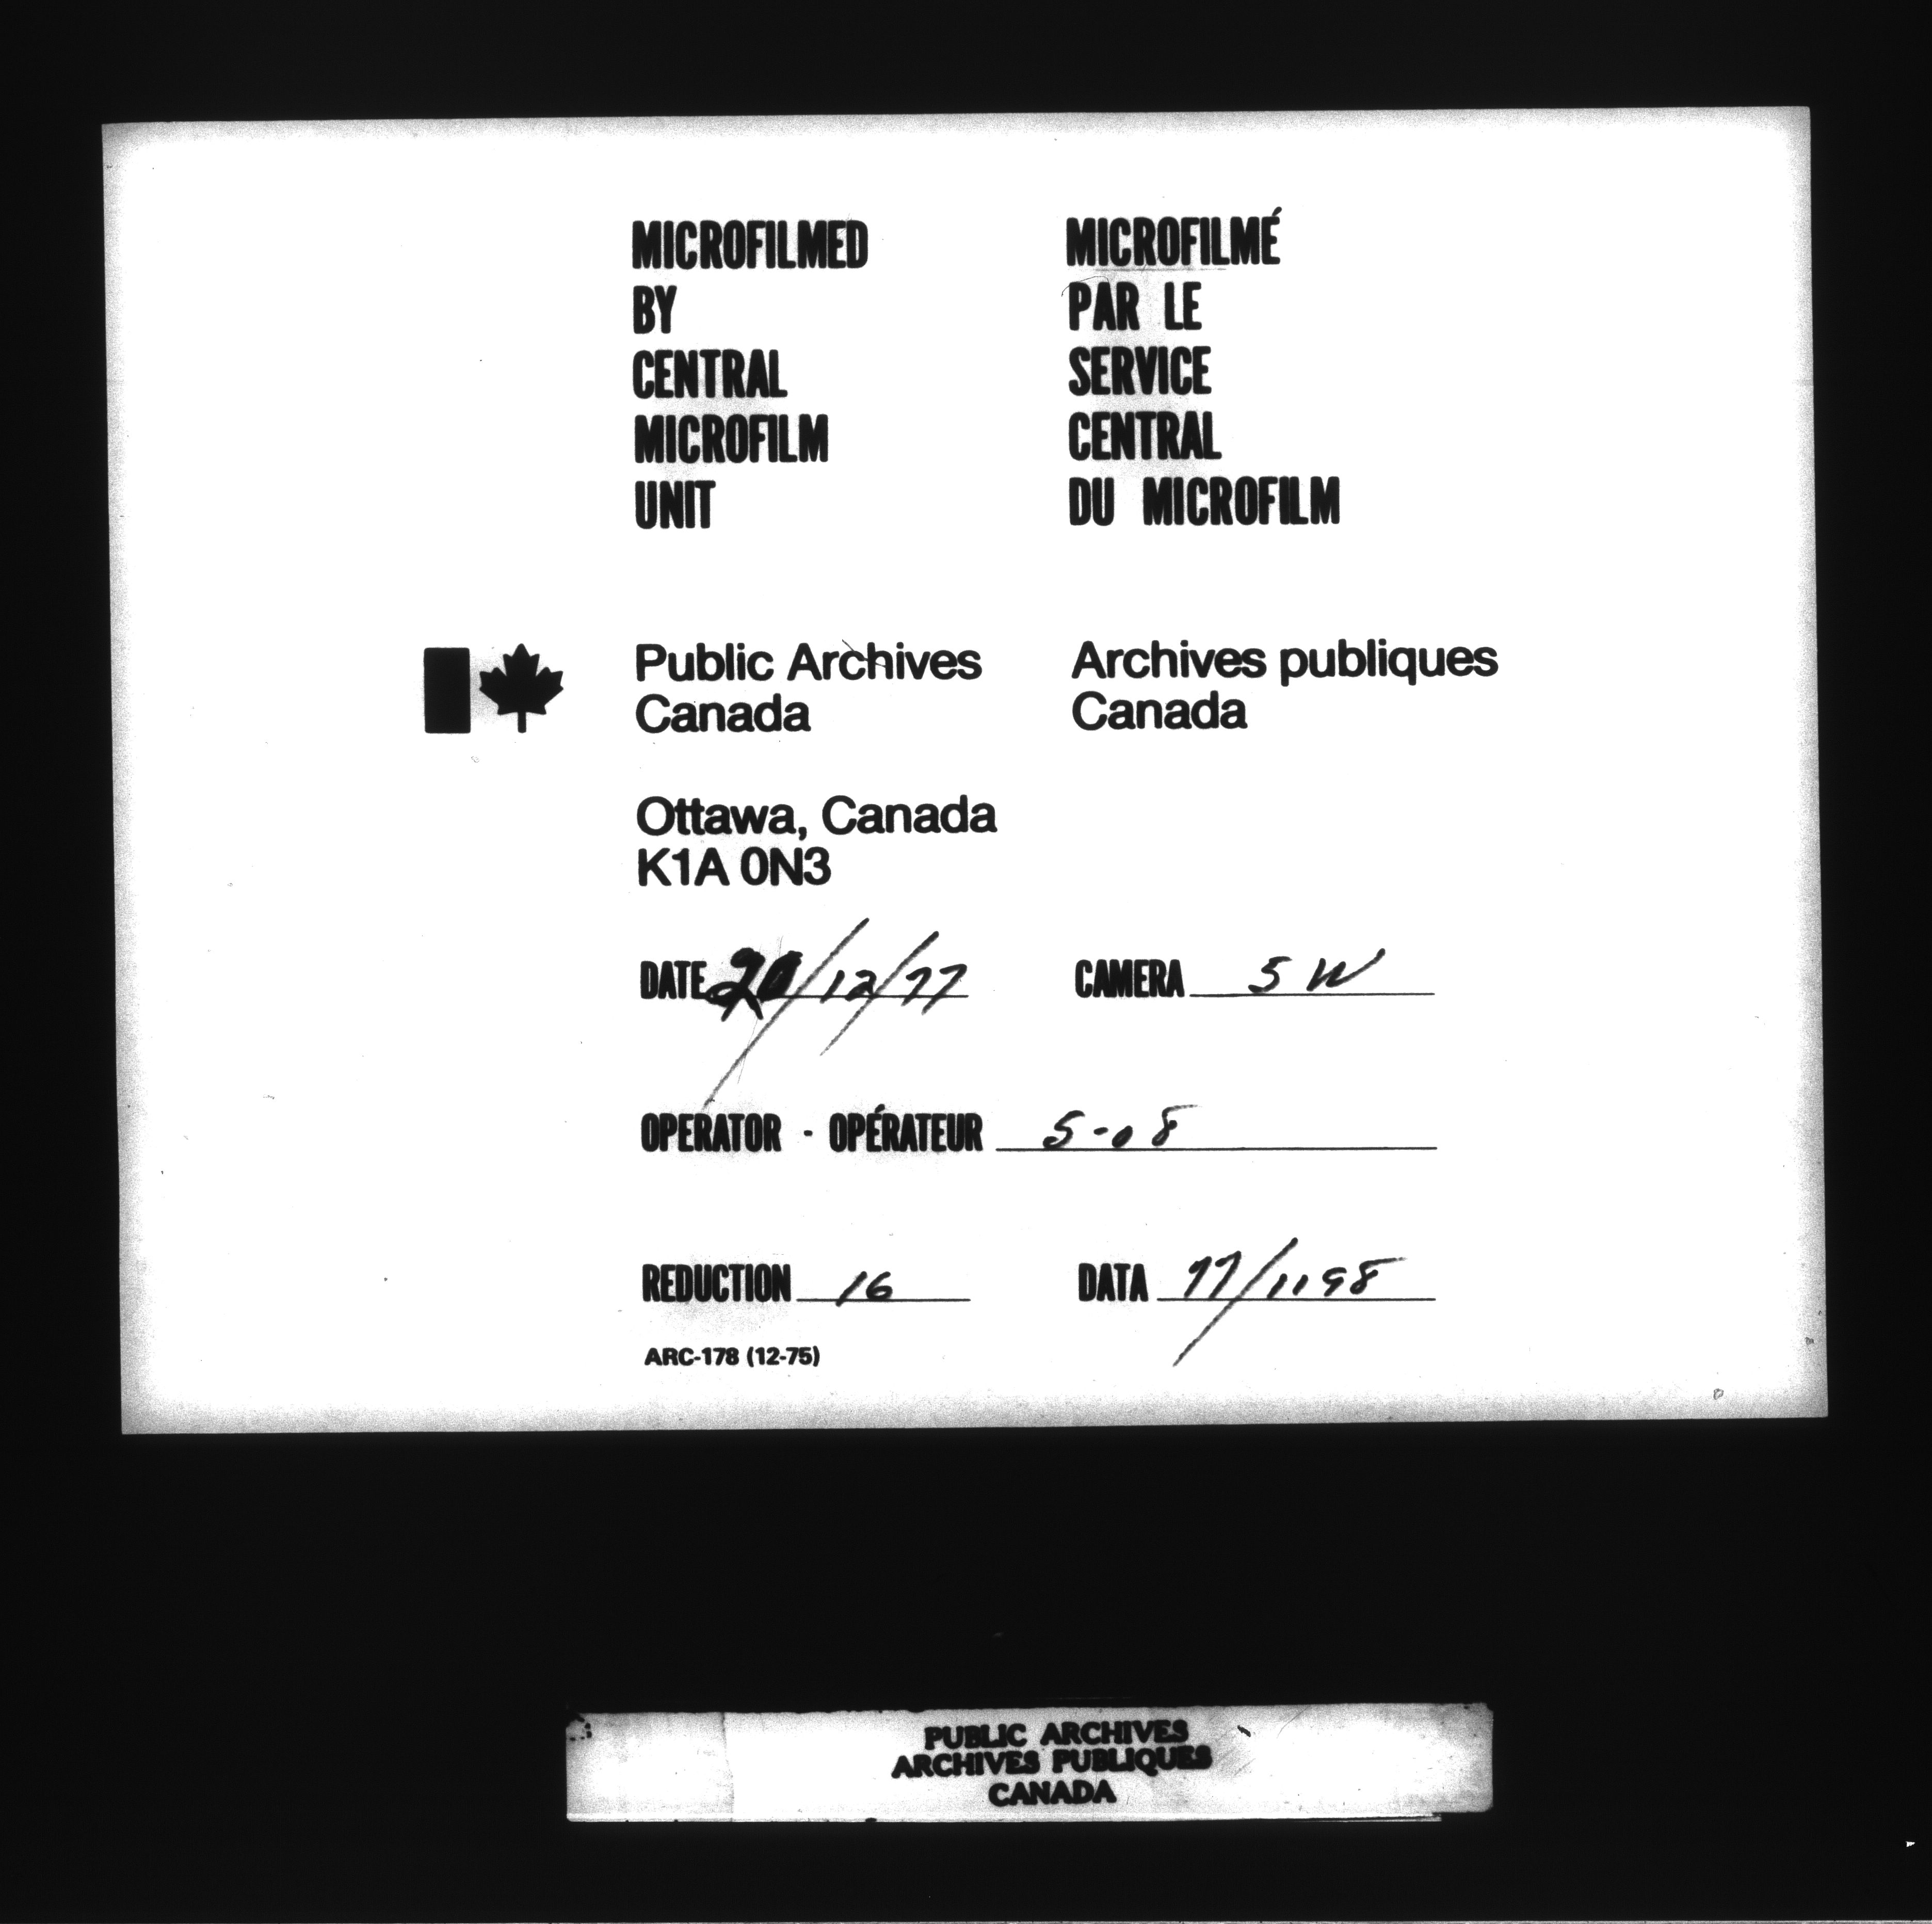 MICROFILMED
BY
CENTRAL
MICROFILM
UNIT
MICROFILMÉ
PAR LE
SERVICE
CENTRAL
DU MICROFILM
Public Archives
Canada
Archives publiques
Canada
Ottawa, Canada
K1A 0N3
DATE 20/12/77
CAMERA 5 W
OPERATOR - OPÉRATEUR 5-08
REDUCTION 16
DATA 77/1198
ARC-178 (12-75)
PUBLIC ARCHIVES
ARCHIVES PUBLIQUES
CANADA